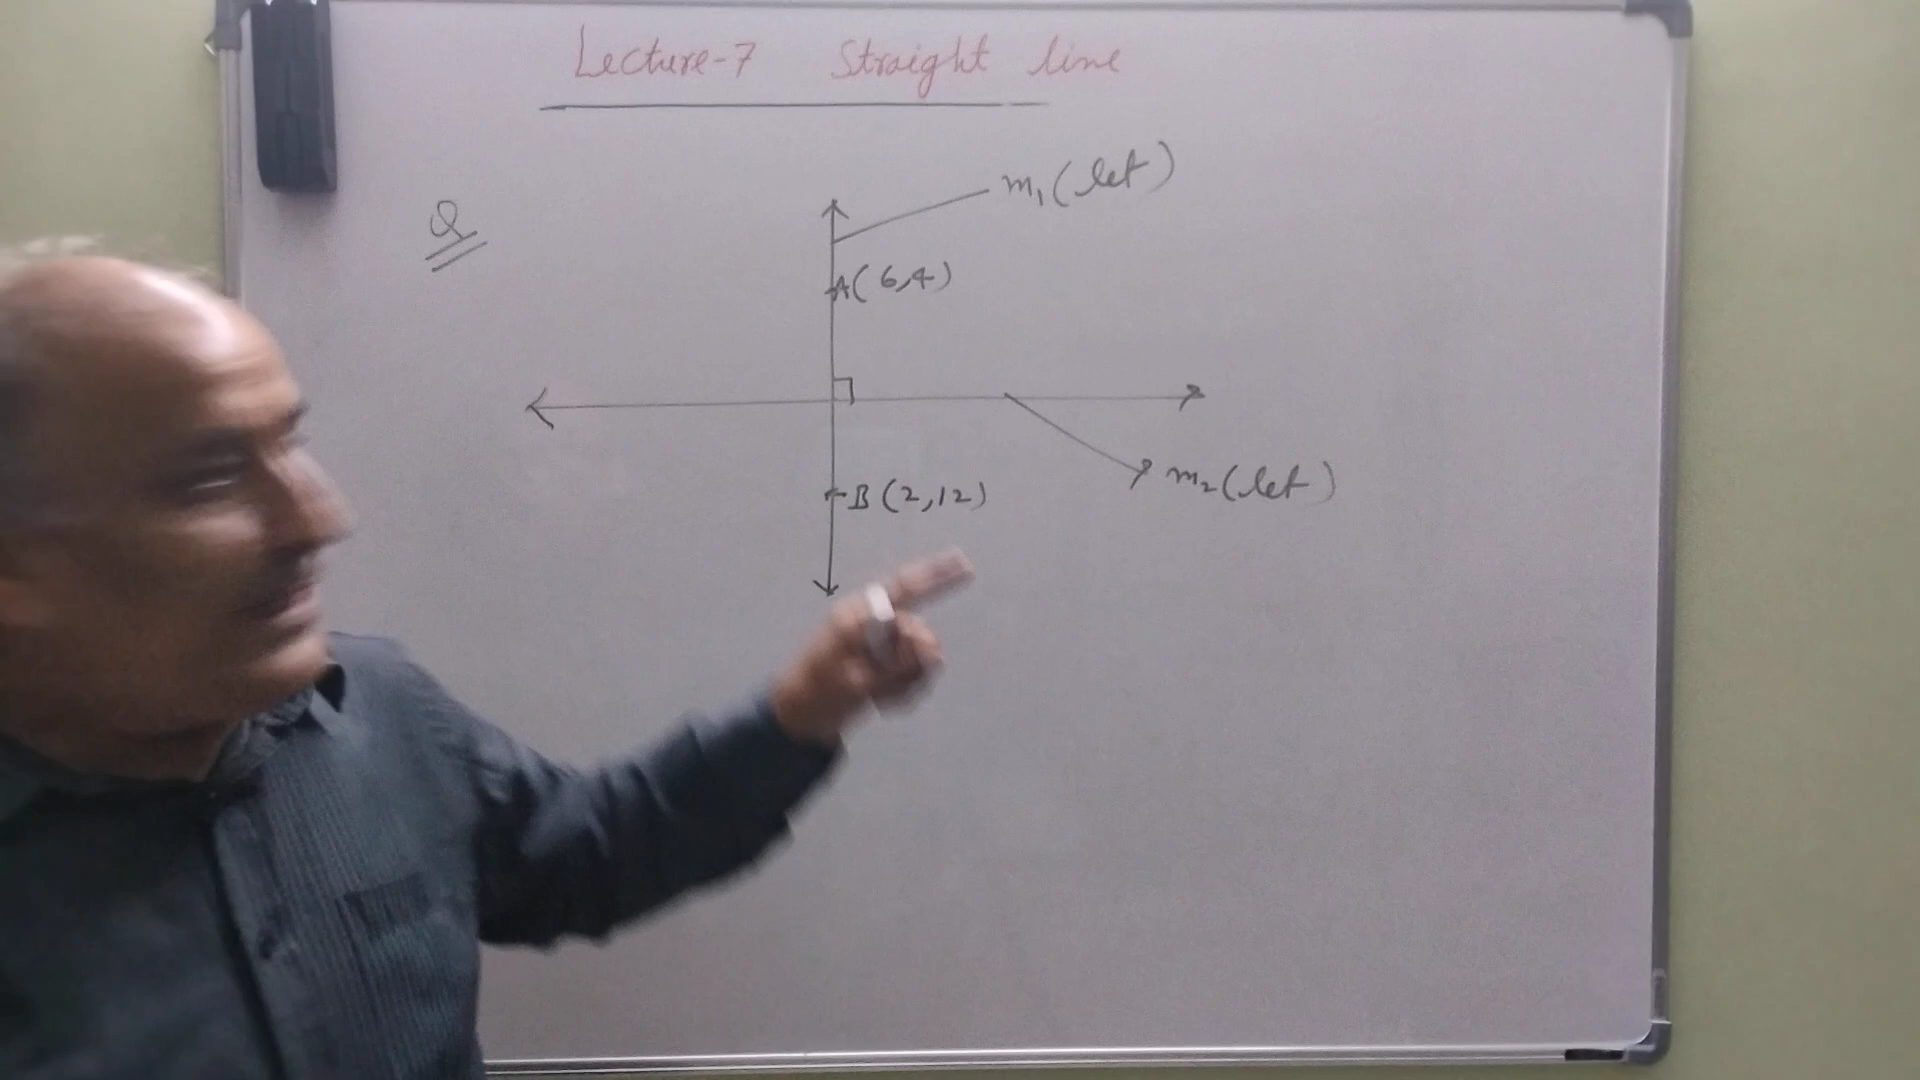 Lecture-7 Straight line
Q
m₁(let)
A(6,4)
m₂(let)
B(2,12)